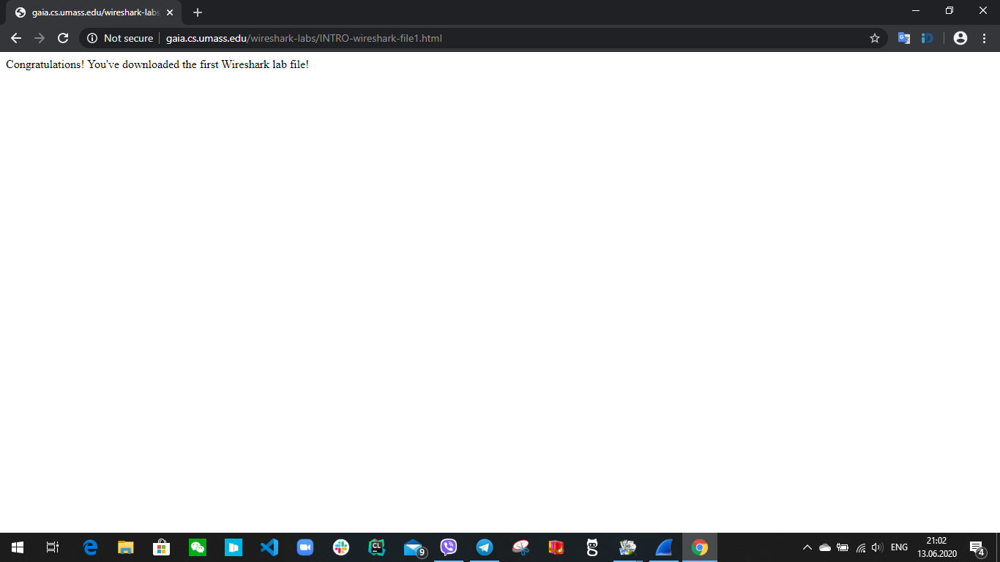 gaia.cs.umass.edu/wireshark-labs
Not secure
gaia.cs.umass.edu/wireshark-labs/INTRO-wireshark-file1.html
Congratulations! You've downloaded the first Wireshark lab file!
CL
9
ENG
21:02
13.06.2020
4